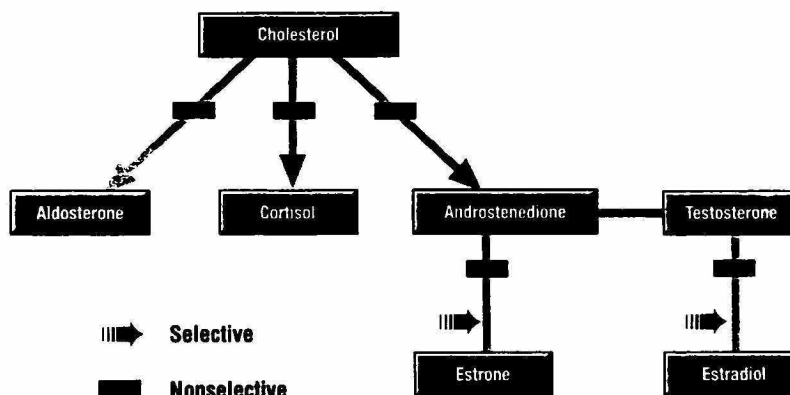 Cholesterol
Aldosterone
Cortisol
Androstenedione
Testosterone
Selective
Nonselective
Estrone
Estradiol